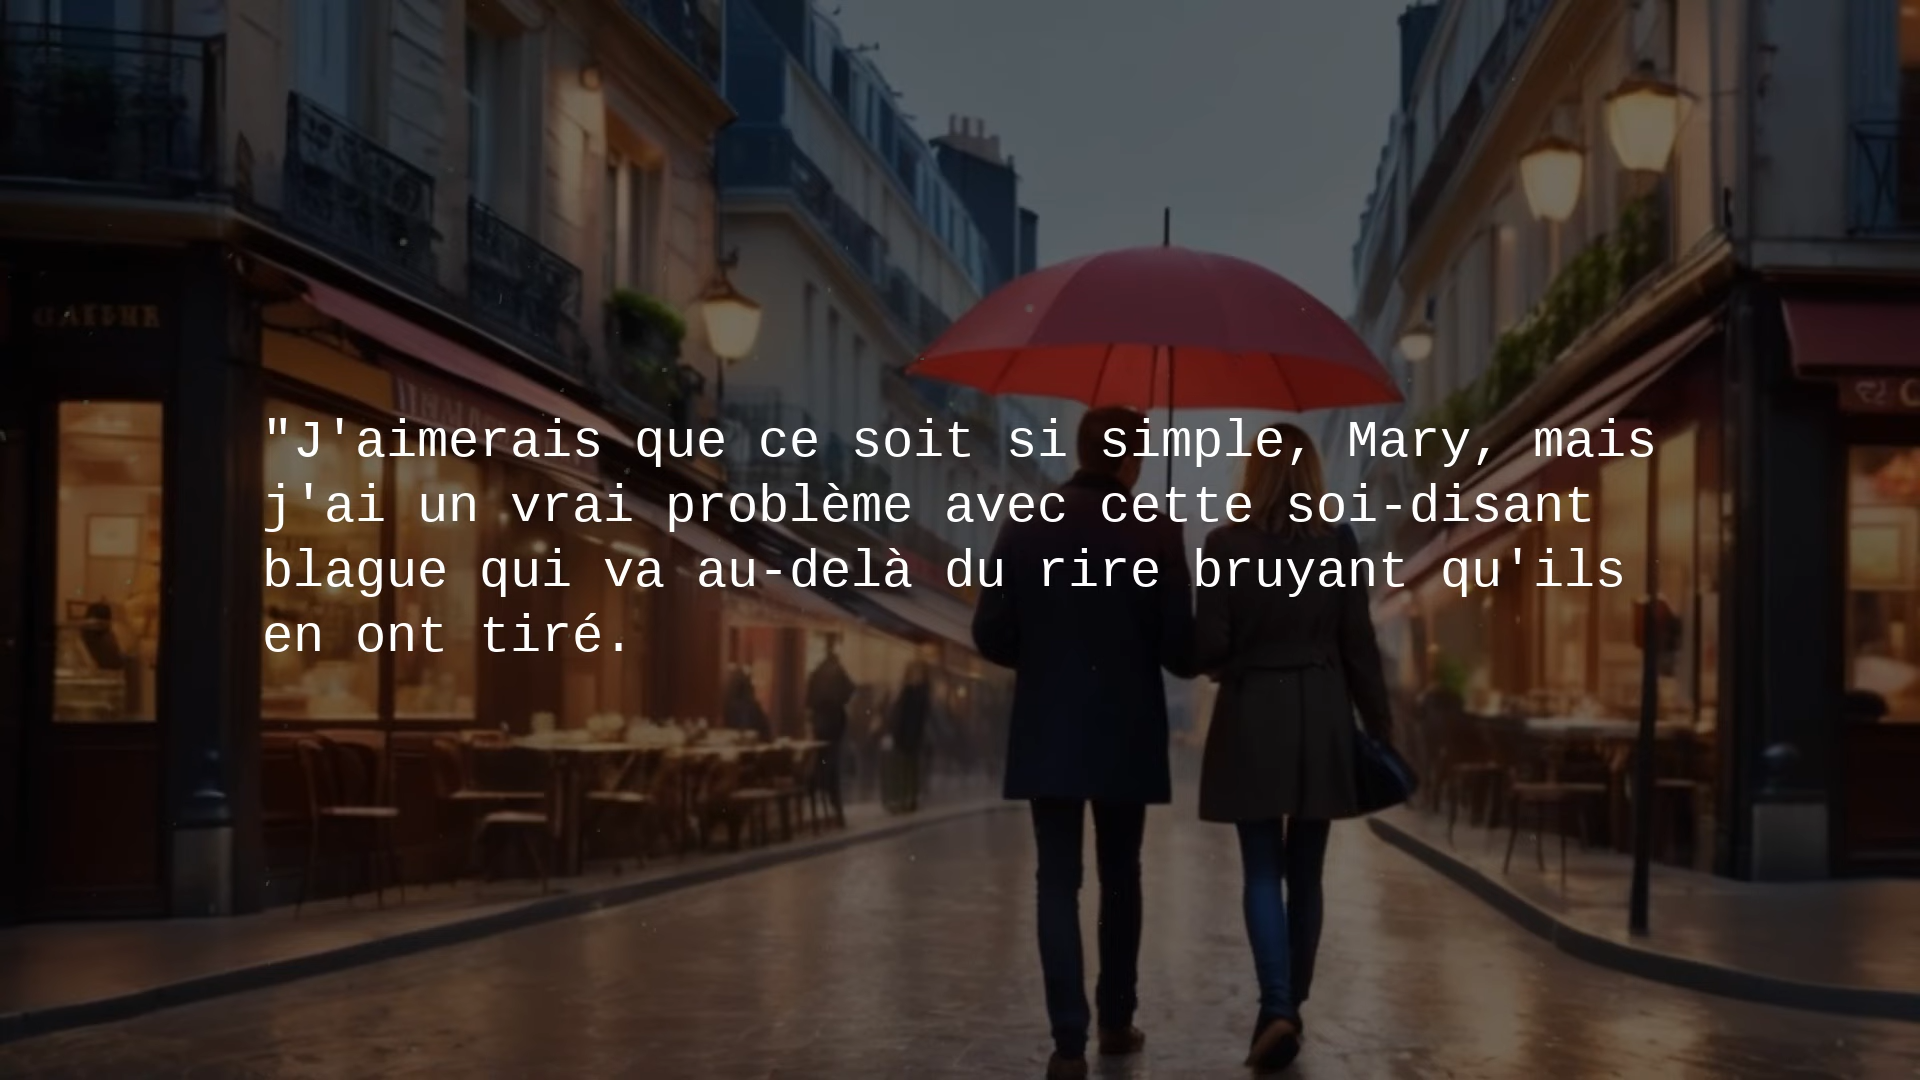 "J'aimerais que ce soit si simple, Mary, mais
j'ai un vrai problème avec cette soi-disant
blague qui va au-delà du rire bruyant qu'ils
en ont tiré.